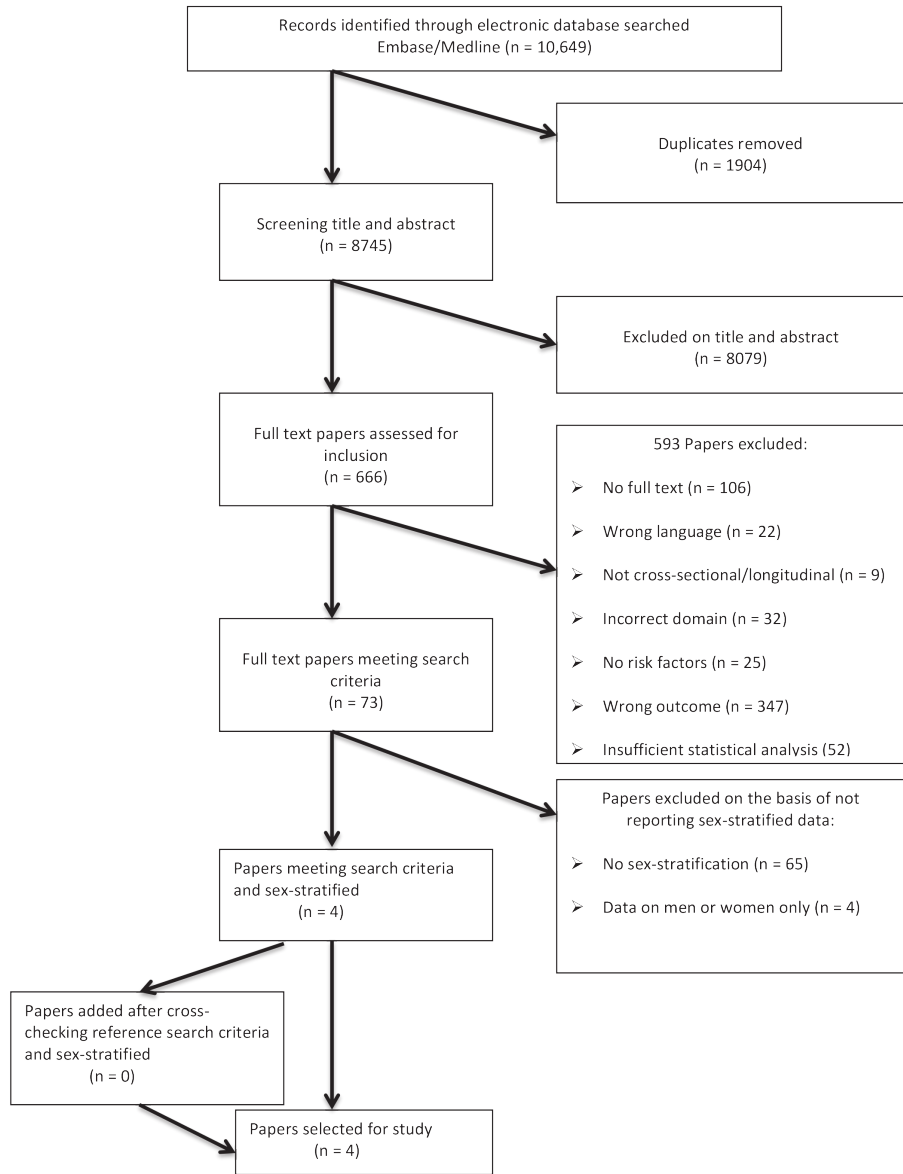 Records identified through electronic database searched
Embase/Medline (n = 10,649)
Duplicates removed
(n = 1904)
Screening title and abstract
(n = 8745)
Excluded on title and abstract
(n = 8079)
Full text papers assessed for
inclusion
(n = 666)
593 Papers excluded:
➢ No full text (n = 106)
➢ Wrong language (n = 22)
➢ Not cross-sectional/longitudinal (n = 9)
➢ Incorrect domain (n = 32)
➢ No risk factors (n = 25)
➢ Wrong outcome (n = 347)
➢ Insufficient statistical analysis (52)
Full text papers meeting search
criteria
(n = 73)
Papers excluded on the basis of not
reporting sex-stratified data:
➢ No sex-stratification (n = 65)
➢ Data on men or women only (n = 4)
Papers meeting search criteria
and sex-stratified
(n = 4)
Papers added after cross-
checking reference search criteria
and sex-stratified
(n = 0)
Papers selected for study
(n = 4)